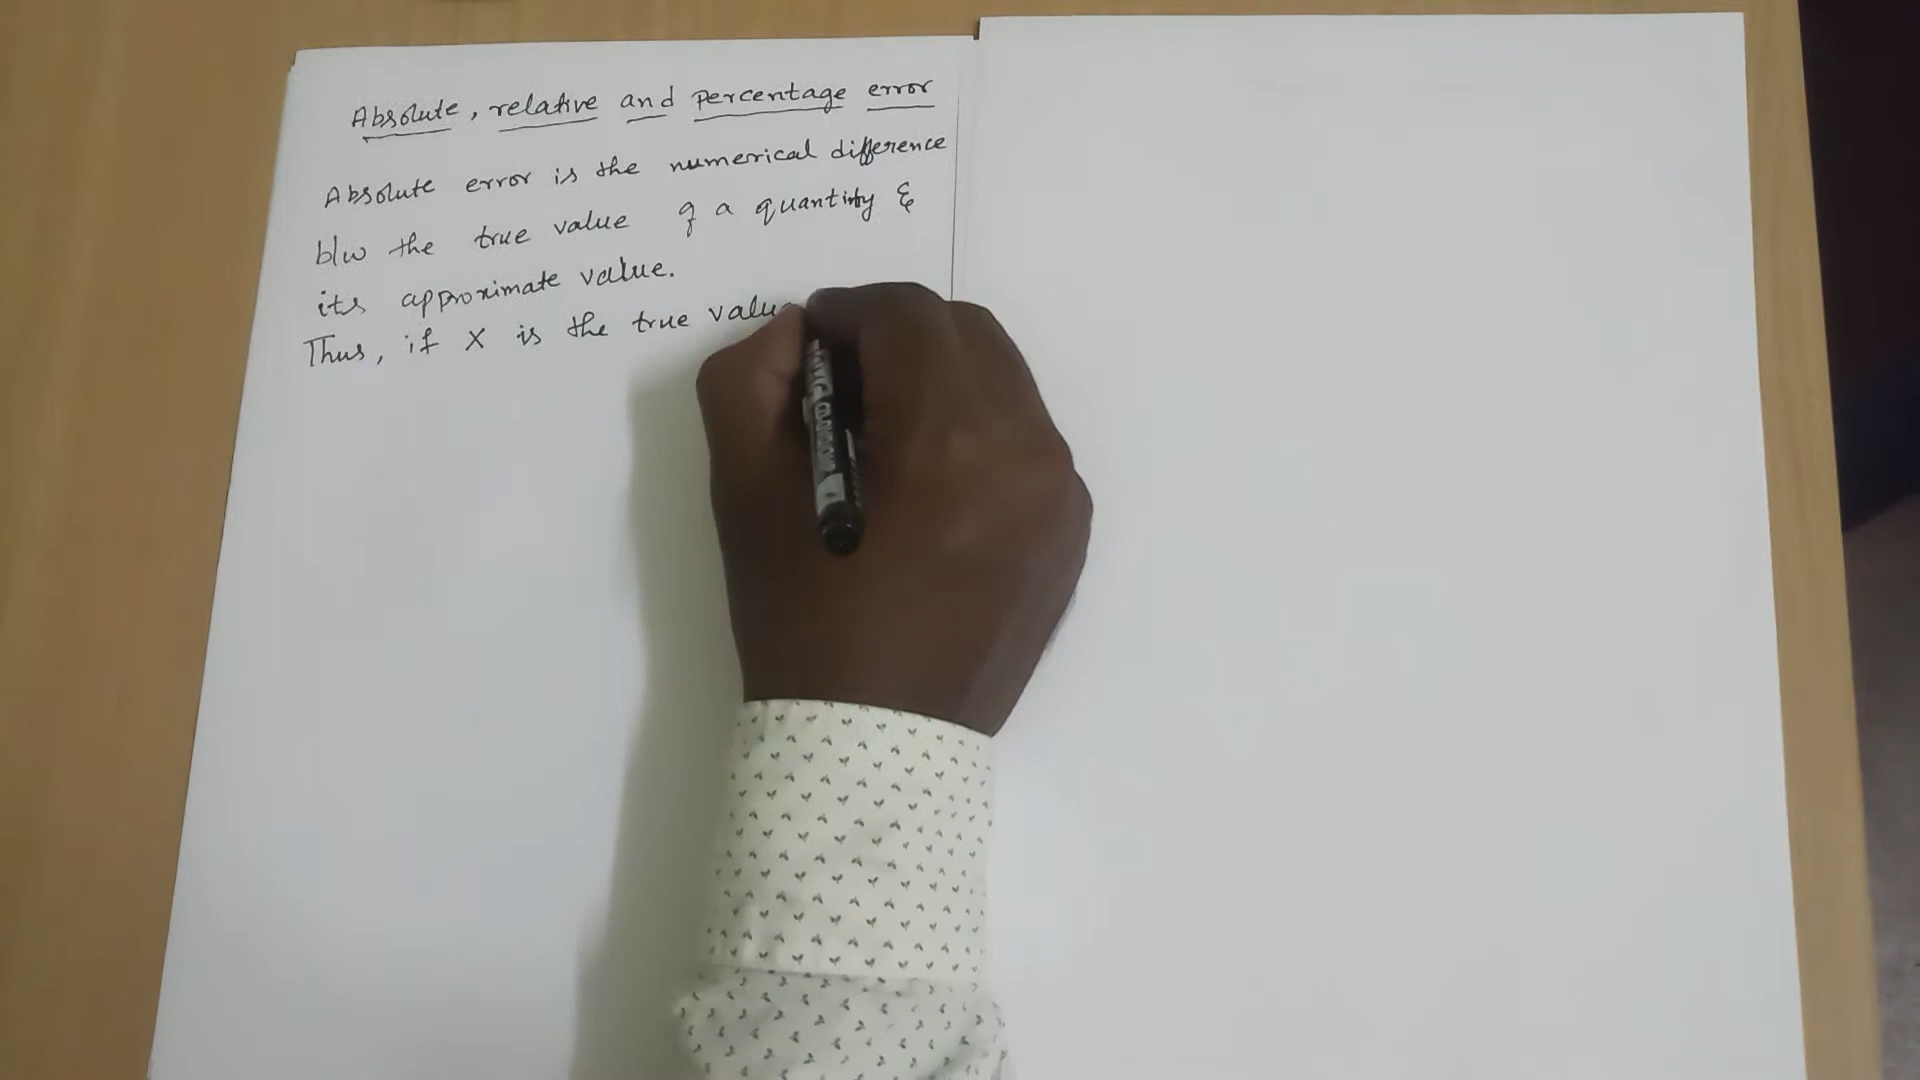 Absolute, relative and percentage error
Absolute error is the numerical difference
b/w the true value of a quantity &
its approximate value.
Thus, if X is the true value